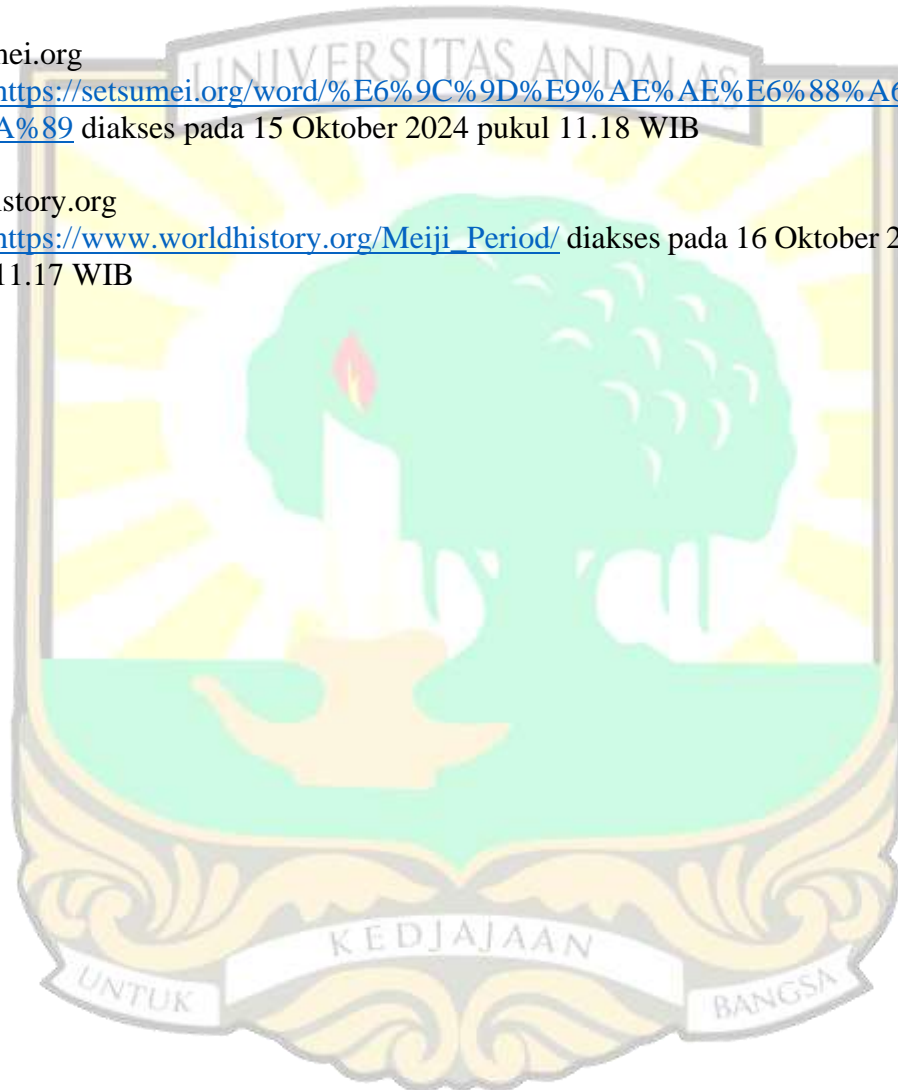 UNIVERSITAS ANDALAS
mei.org
https://setsumei.org/word/%E6%9C%9D%E9%AE%AE%E6%88%A6
A%89 diakses pada 15 Oktober 2024 pukul 11.18 WIB
istory.org
https://www.worldhistory.org/Meiji_Period/ diakses pada 16 Oktober 2
11.17 WIB
UNTUK KEDJAJAAN BANGSA